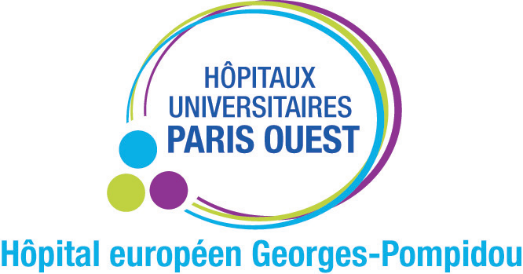 HÔPITAUX
UNIVERSITAIRES
PARIS OUEST
Hôpital européen Georges-Pompidou